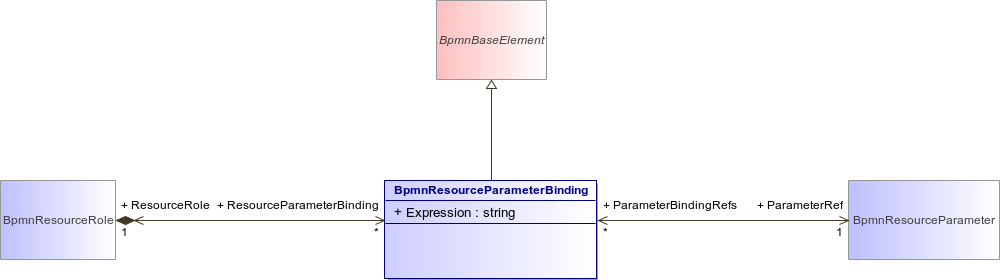 BpmnBaseElement
BpmnResourceRole
+ ResourceRole
1
+ ResourceParameterBinding
*
BpmnResourceParameterBinding
+ Expression : string
+ ParameterBindingRefs
*
+ ParameterRef
1
BpmnResourceParameter